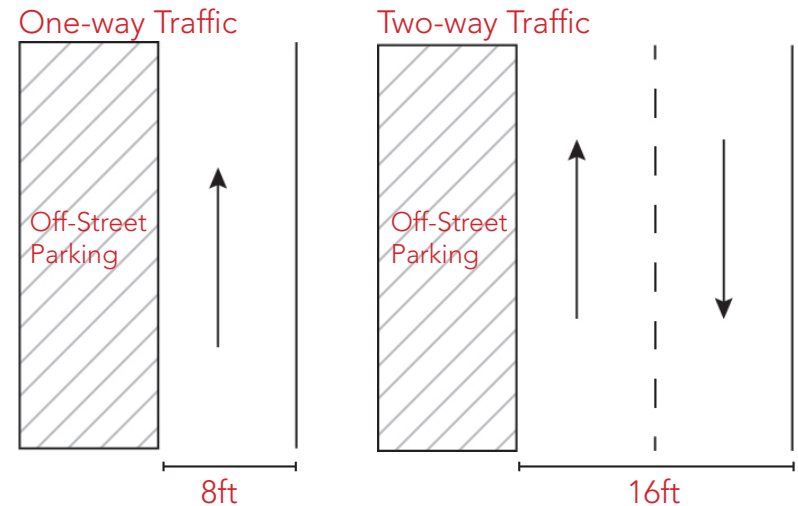 One-way Traffic
Two-way Traffic
Off-Street
Parking
Off-Street
Parking
8ft
16ft